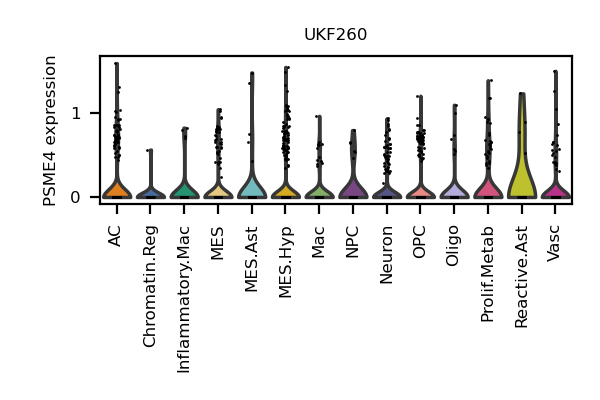 UKF260
PSME4 expression
1
0
AC
Chromatin.Reg
Inflammatory.Mac
MES
MES.Ast
MES.Hyp
Mac
NPC
Neuron
OPC
Oligo
Prolif.Metab
Reactive.Ast
Vasc